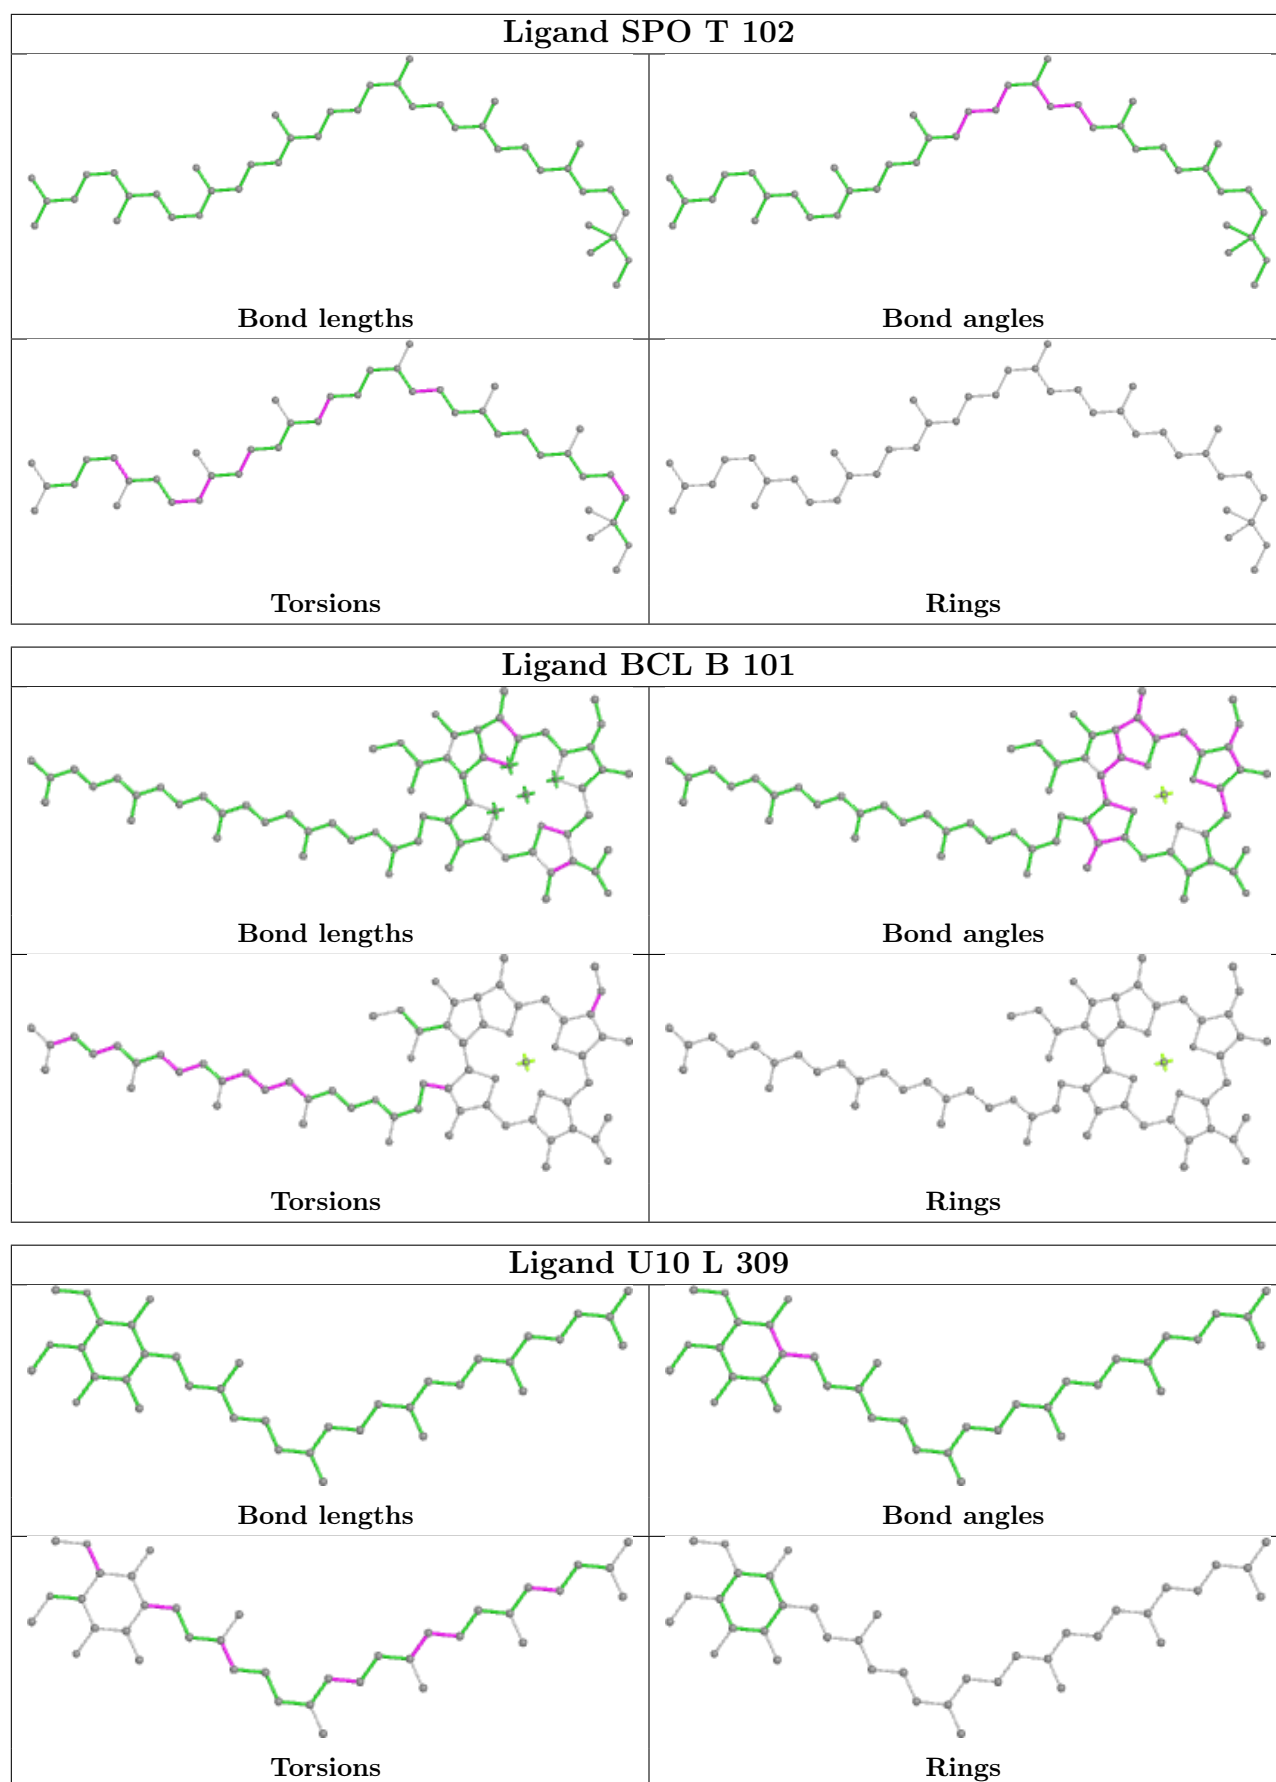 Ligand SPO T 102
Bond lengths
Bond angles
Torsions
Rings
Ligand BCL B 101
Bond lengths
Bond angles
Torsions
Rings
Ligand U10 L 309
Bond lengths
Bond angles
Torsions
Rings